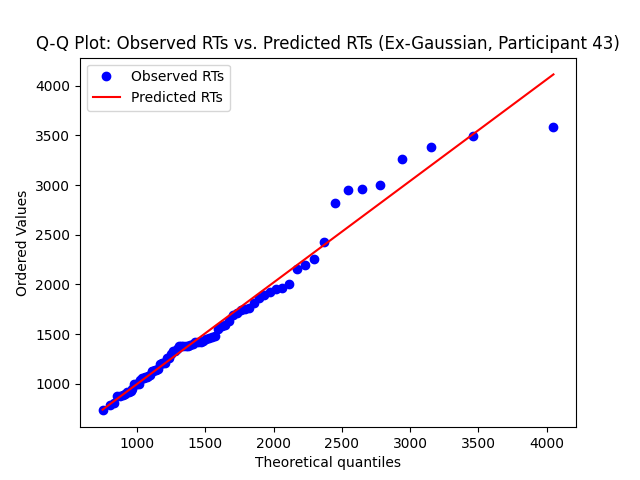 Q-Q Plot: Observed RTs vs. Predicted RTs (Ex-Gaussian, Participant 43)
Observed RTs
Predicted RTs
Ordered Values
4000
3500
3000
2500
2000
1500
1000
1000 1500 2000 2500 3000 3500 4000
Theoretical quantiles